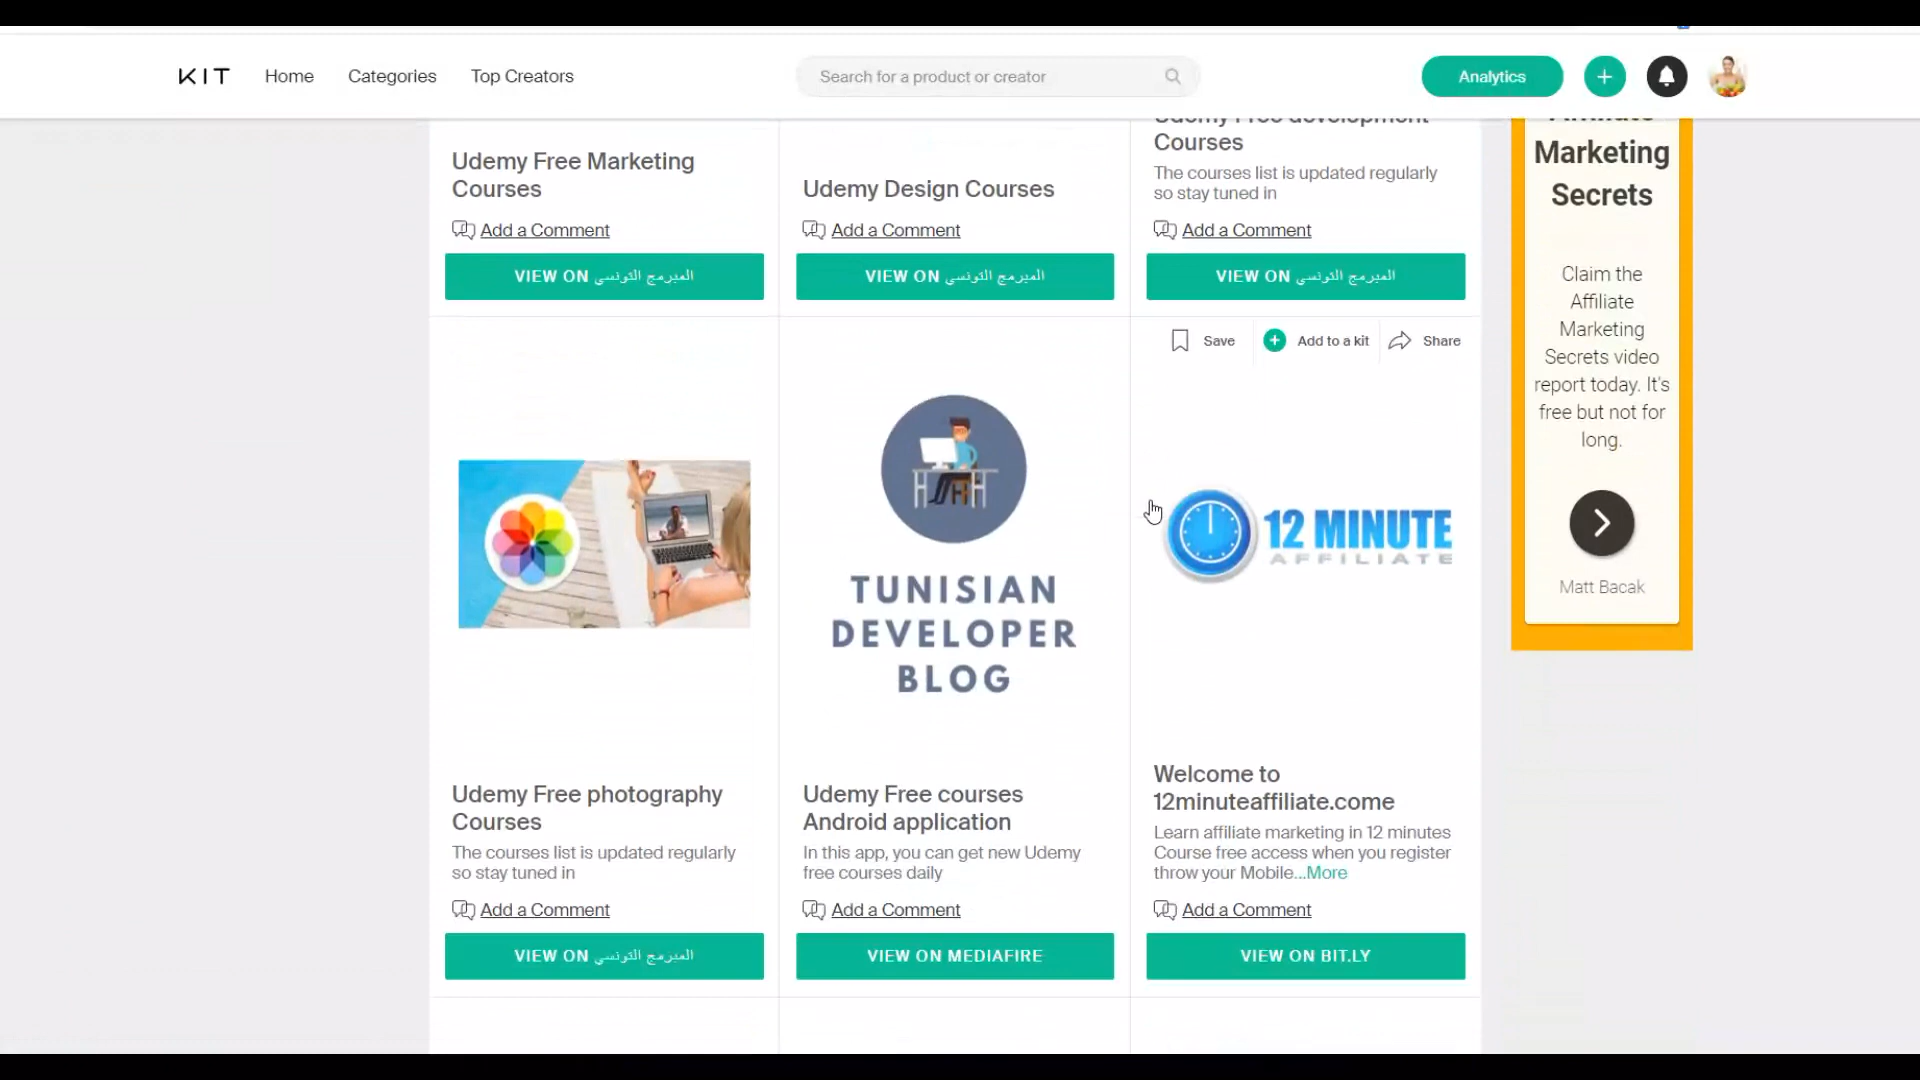 KIT Home Categories Top Creators Search for a product or creator Analytics
Udemy Free Marketing
Courses
Add a Comment
VIEW ON المبرمج التونسي
Udemy Design Courses
Add a Comment
VIEW ON المبرمج التونسي
Udemy Free development
Courses
The courses list is updated regularly
so stay tuned in
Add a Comment
VIEW ON المبرمج التونسي
Affiliate
Marketing
Secrets
Claim the
Affiliate
Marketing
Secrets video
report today. It's
free but not for
long.
Matt Bacak
Udemy Free photography
Courses
The courses list is updated regularly
so stay tuned in
Add a Comment
VIEW ON المبرمج التونسي
TUNISIAN
DEVELOPER
BLOG
Udemy Free courses
Android application
In this app, you can get new Udemy
free courses daily
Add a Comment
VIEW ON MEDIAFIRE
Save Add to a kit Share
12 MINUTE
AFFILIATE
Welcome to
12minuteaffiliate.come
Learn affiliate marketing in 12 minutes
Course free access when you register
throw your Mobile...More
Add a Comment
VIEW ON BIT.LY